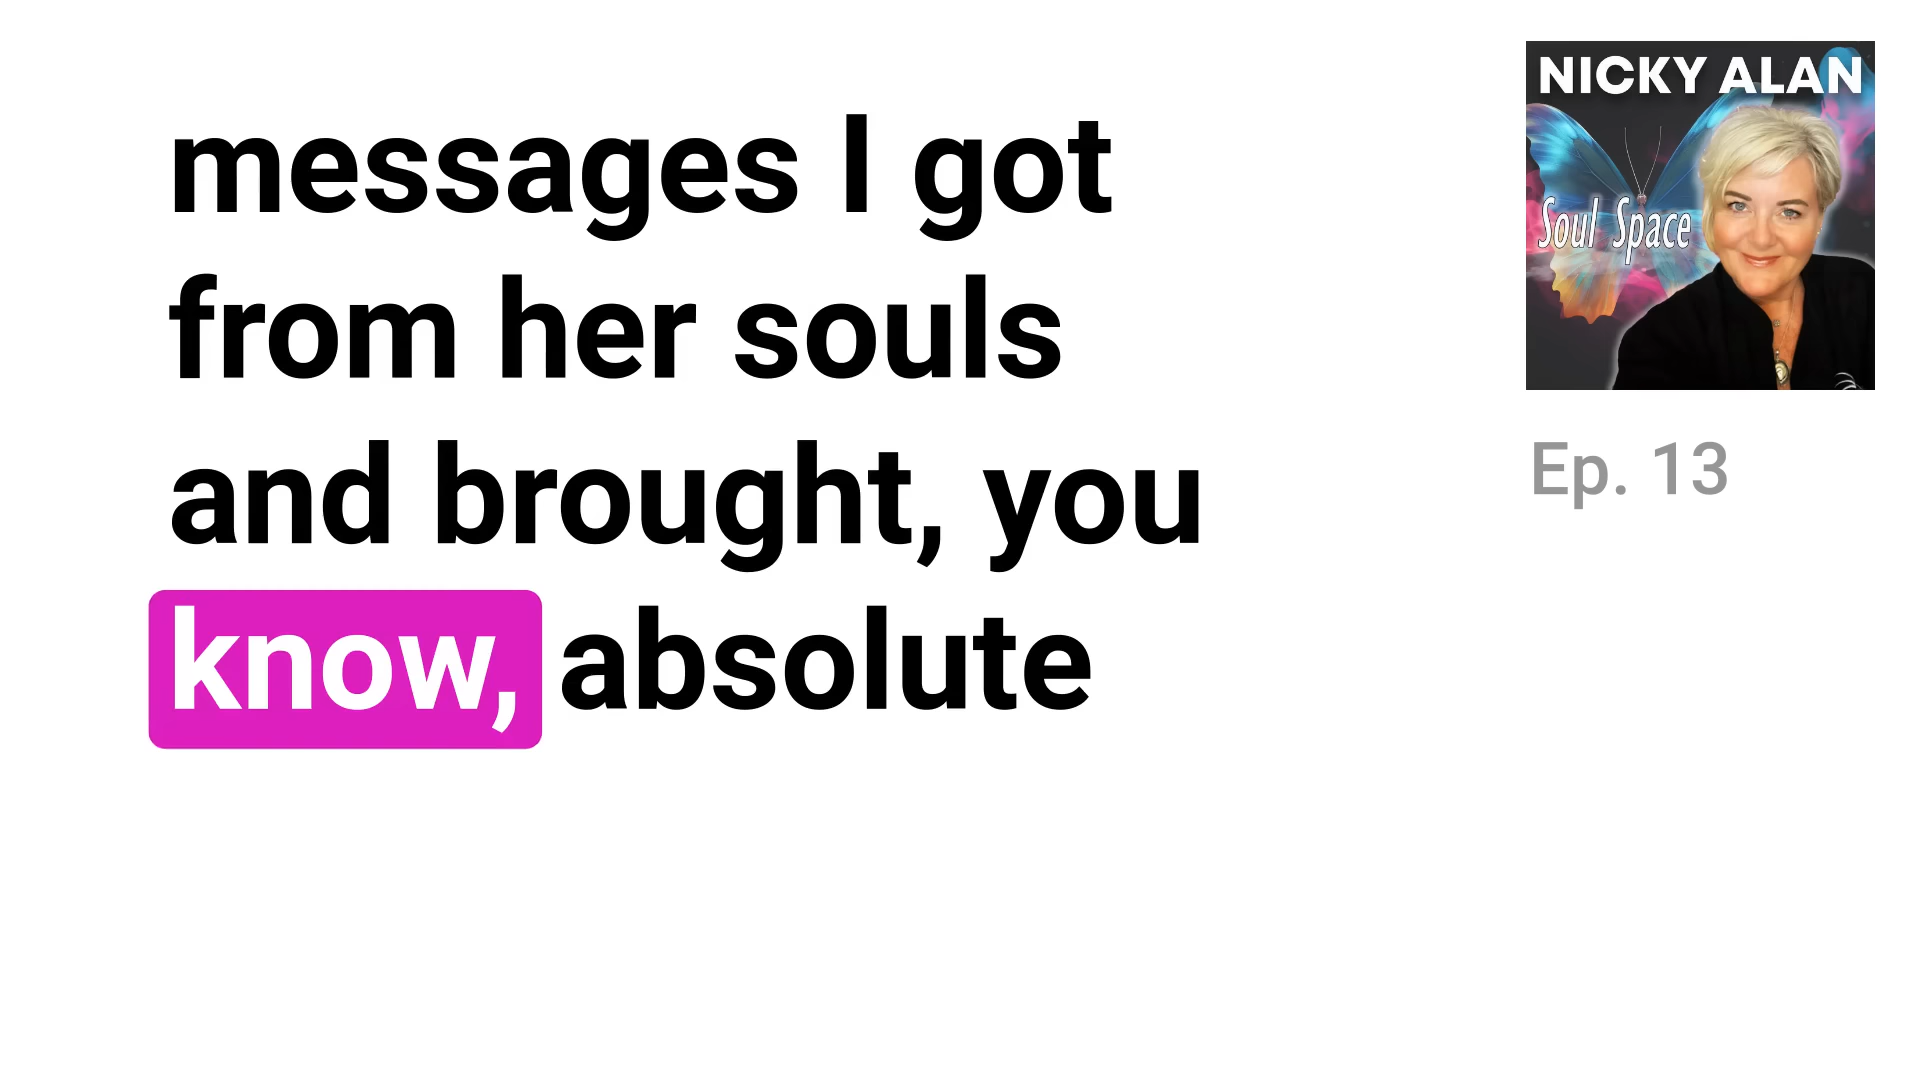 messages I got
from her souls
and brought, you
know, absolute
NICKY ALAN
Soul Space
Ep. 13